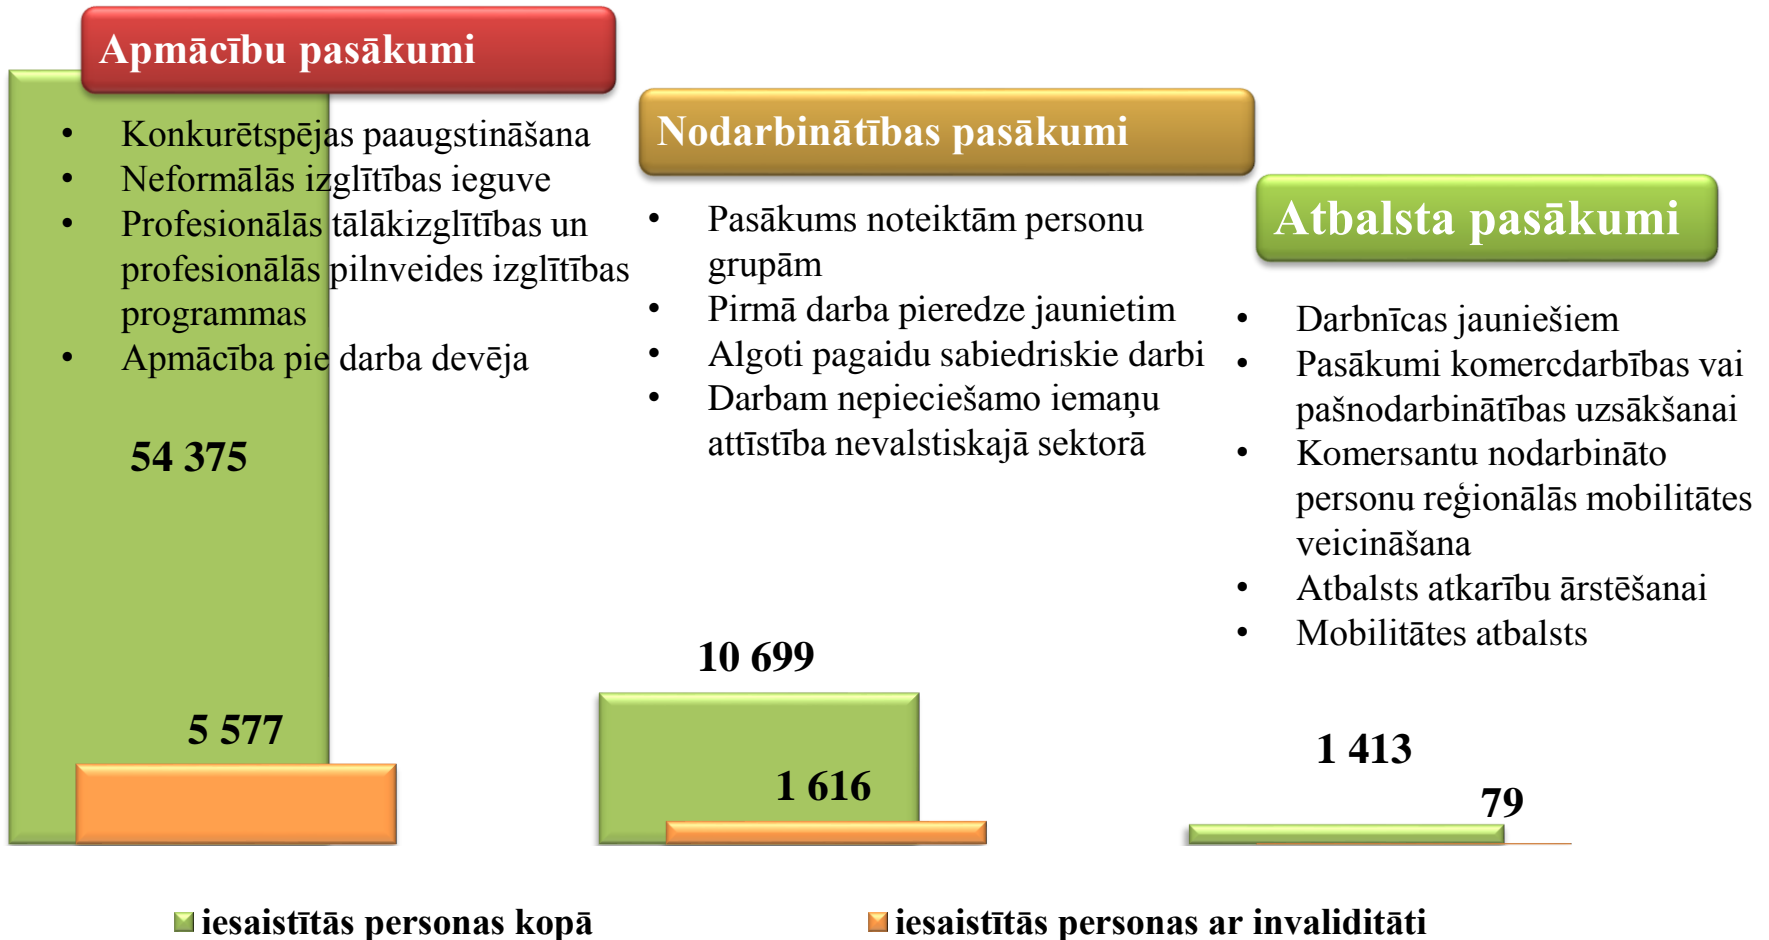 Apmācību pasākumi
• Konkurētspējas paaugstināšana
• Neformālās izglītības ieguve
• Profesionālās tālākizglītības un
profesionālās pilnveides izglītības
programmas
• Apmācība pie darba devēja
54 375
5 577
Nodarbinātības pasākumi
• Pasākums noteiktām personu
grupām
• Pirmā darba pieredze jaunietim
• Algoti pagaidu sabiedriskie darbi
• Darbam nepieciešamo iemaņu
attīstība nevalstiskajā sektorā
10 699
1 616
Atbalsta pasākumi
• Darbnīcas jauniešiem
• Pasākumi komercdarbības vai
pašnodarbinātības uzsākšanai
• Komersantu nodarbināto
personu reģionālās mobilitātes
veicināšana
• Atbalsts atkarību ārstēšanai
• Mobilitātes atbalsts
1 413
79
iesaistītās personas kopā
iesaistītās personas ar invaliditāti